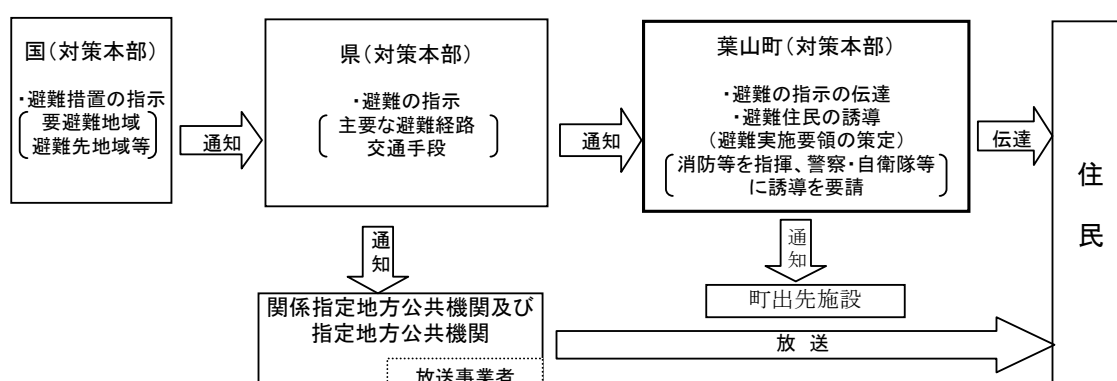 国(対策本部)
・避難措置の指示
要避難地域
避難先地域等
通知
県(対策本部)
・避難の指示
主要な避難経路
交通手段
通知
葉山町(対策本部)
・避難の指示の伝達
・避難住民の誘導
(避難実施要領の策定)
消防等を指揮、警察・自衛隊等
に誘導を要請
伝達
住
民
通
知
関係指定地方公共機関及び
指定地方公共機関
放送事業者
通
知
町出先施設
放 送